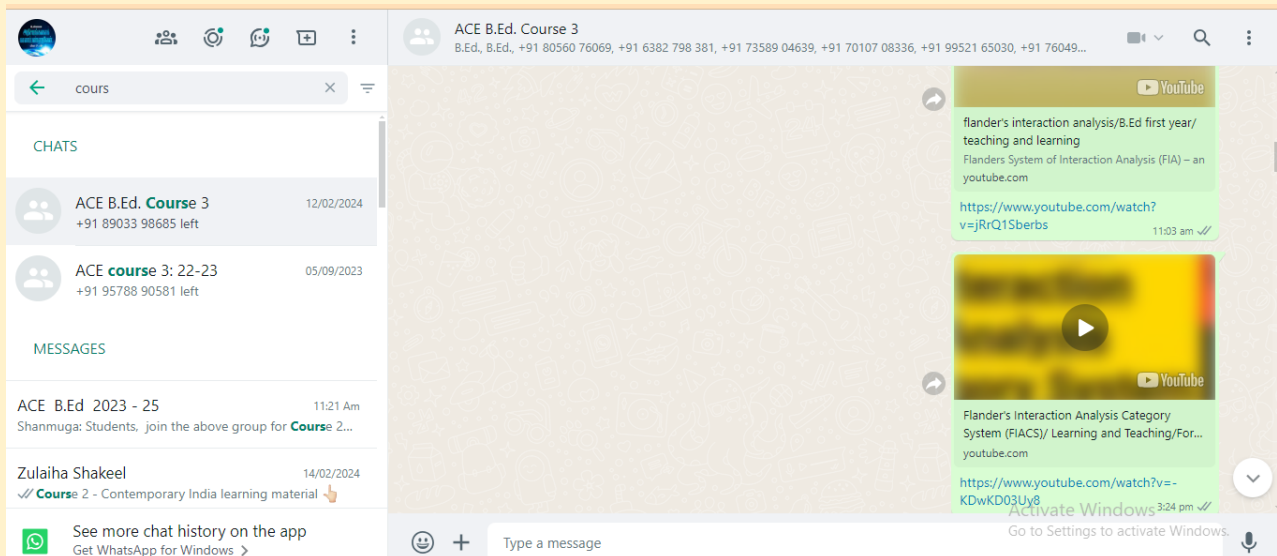 cours
CHATS
ACE B.Ed. Course 3
12/02/2024
+91 89033 98685 left
ACE course 3: 22-23
05/09/2023
+91 95788 90581 left
MESSAGES
ACE B.Ed 2023 - 25
11:21 Am
Shanmuga: Students, join the above group for Course 2...
Zulaiha Shakeel
14/02/2024
Course 2 - Contemporary India learning material 👆🏼
See more chat history on the app
Get WhatsApp for Windows >
ACE B.Ed. Course 3
B.Ed., B.Ed., +91 80560 76069, +91 6382 798 381, +91 73589 04639, +91 70107 08336, +91 99521 65030, +91 76049...
YouTube
flander's interaction analysis/B.Ed first year/
teaching and learning
Flanders System of Interaction Analysis (FIA) – an
youtube.com
https://www.youtube.com/watch?
v=jRrQ1Sberbs
11:03 am
teraction
YouTube
Flander's Interaction Analysis Category
System (FIACS)/ Learning and Teaching/For...
youtube.com
https://www.youtube.com/watch?v=-
KDwKD03Uy8
3:24 pm
Activate Windows
Go to Settings to activate Windows.
Type a message